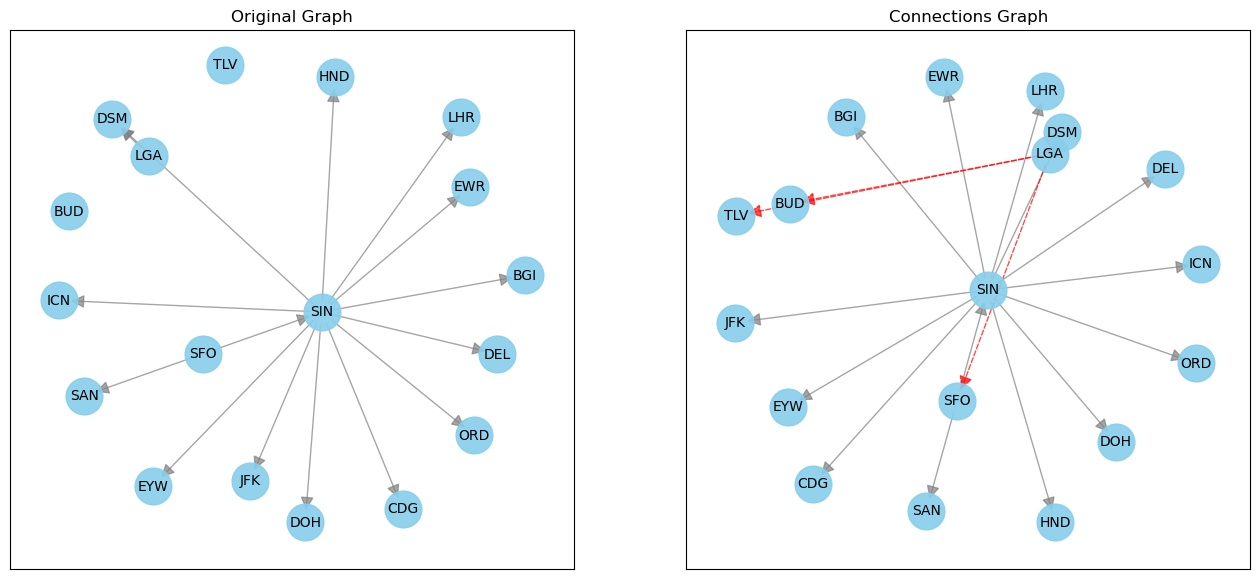 Original Graph
TLV
HND
DSM
LHR
LGA
EWR
BUD
BGI
ICN
SIN
SFO
DEL
SAN
ORD
EYW
JFK
CDG
DOH
Connections Graph
EWR
LHR
BGI
DSM
LGA
DEL
BUD
TLV
ICN
SIN
JFK
ORD
SFO
EYW
DOH
CDG
SAN
HND